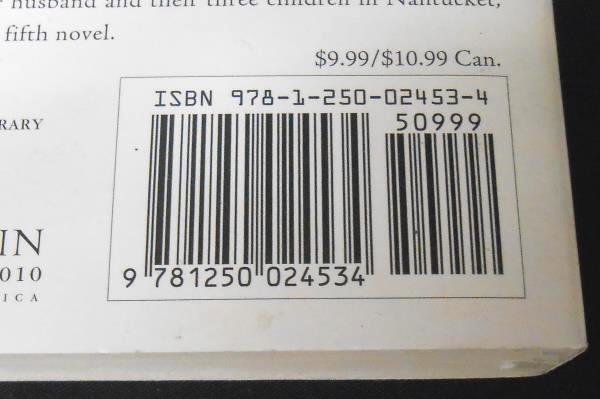 husband and their three children in Nantucket,
fifth novel.
$9.99/$10.99 Can.
ISBN 978-1-250-02453-4
50999
RARY
IN
010
ICA
9 781250 024534